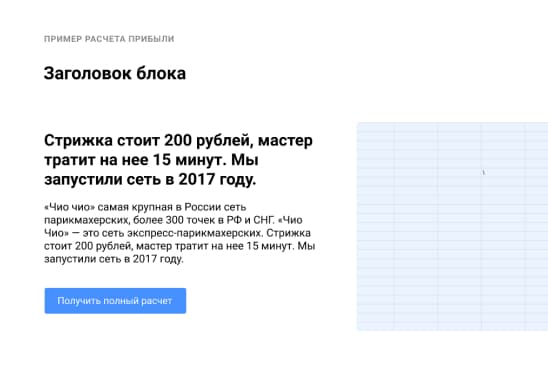 ПРИМЕР РАСЧЕТА ПРИБЫЛИ
Заголовок блока
Стрижка стоит 200 рублей, мастер
тратит на нее 15 минут. Мы
запустили сеть в 2017 году.
«Чио чио» самая крупная в России сеть
парикмахерских, более 300 точек в РФ и СНГ. «Чио
Чио» — это сеть экспресс-парикмахерских. Стрижка
стоит 200 рублей, мастер тратит на нее 15 минут. Мы
запустили сеть в 2017 году.
Получить полный расчет